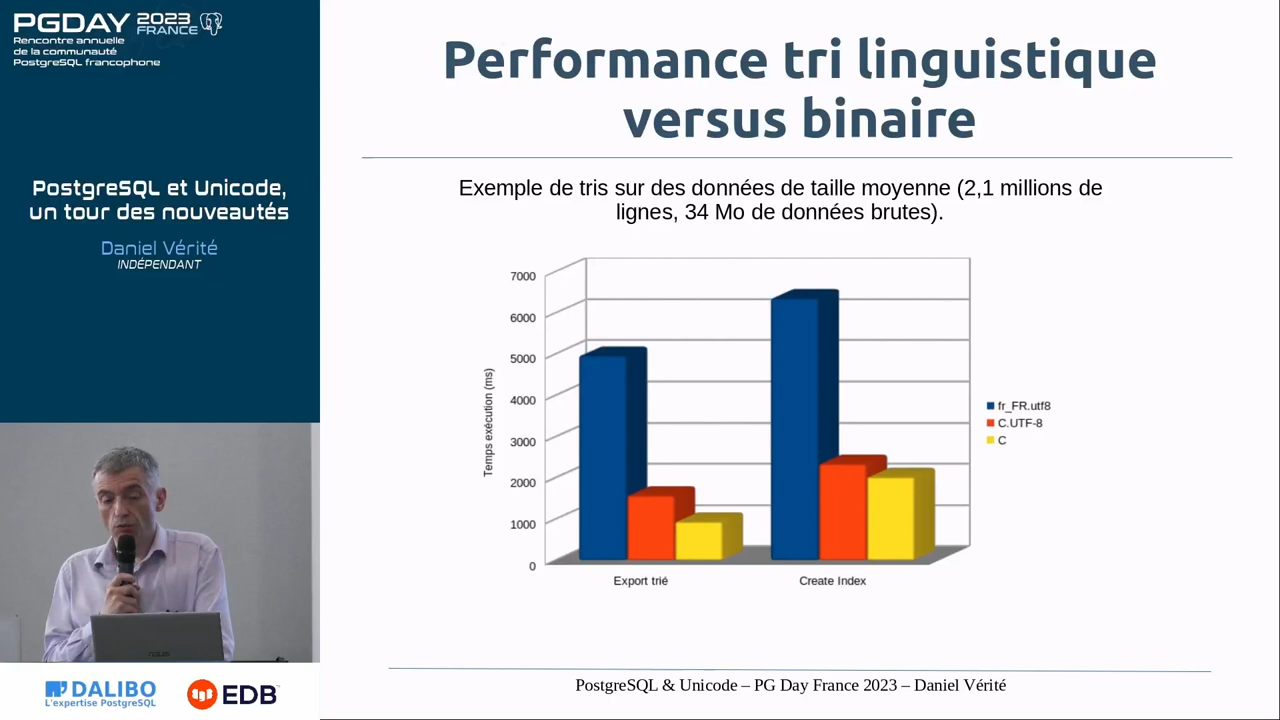 PGDAY 2023 FRANCE
Rencontre annuelle
de la communauté
PostgreSQL francophone
PostgreSQL et Unicode,
un tour des nouveautés
Daniel Vérité
INDÉPENDANT
DALIBO
L'expertise PostgreSQL
EDB
Performance tri linguistique
versus binaire
Exemple de tris sur des données de taille moyenne (2,1 millions de
lignes, 34 Mo de données brutes).
Temps exécution (ms)
7000
6000
5000
4000
3000
2000
1000
0
Export trié
Create Index
fr_FR.utf8
C.UTF-8
C
PostgreSQL & Unicode – PG Day France 2023 – Daniel Vérité